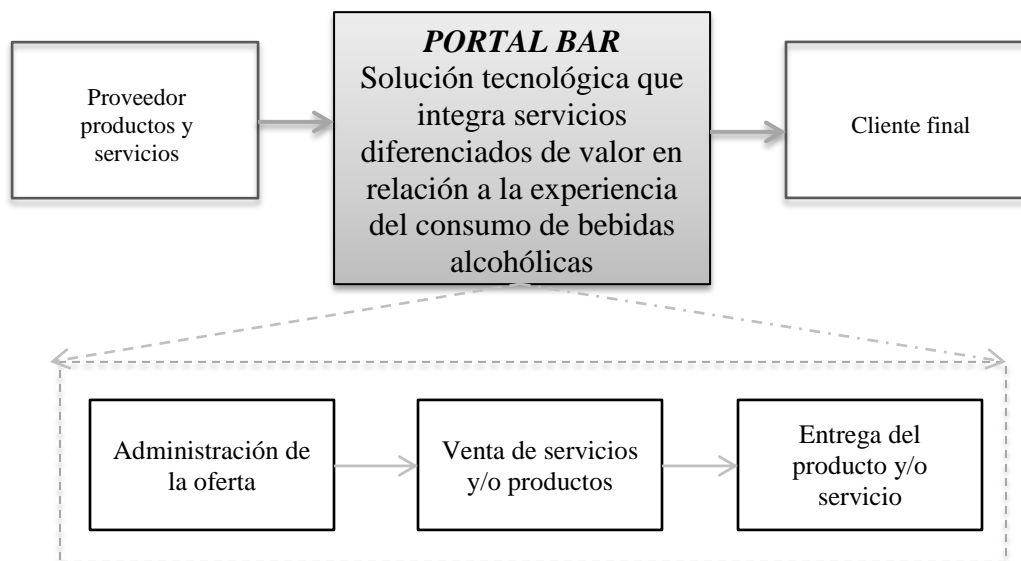 Proveedor
productos y
servicios
PORTAL BAR
Solución tecnológica que
integra servicios
diferenciados de valor en
relación a la experiencia
del consumo de bebidas
alcohólicas
Cliente final
Administración de
la oferta
Venta de servicios
y/o productos
Entrega del
producto y/o
servicio